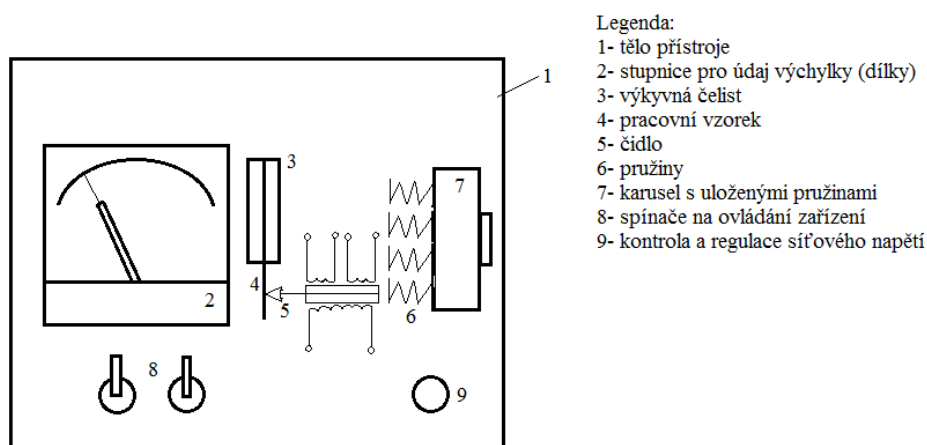 Legenda:
1- tělo přístroje
2- stupnice pro údaj výchylky (dílky)
3- výkyvná čelist
4- pracovní vzorek
5- čidlo
6- pružiny
7- karusel s uloženými pružinami
8- spínače na ovládání zařízení
9- kontrola a regulace síťového napětí
1
3
7
4
2
5
6
8
9